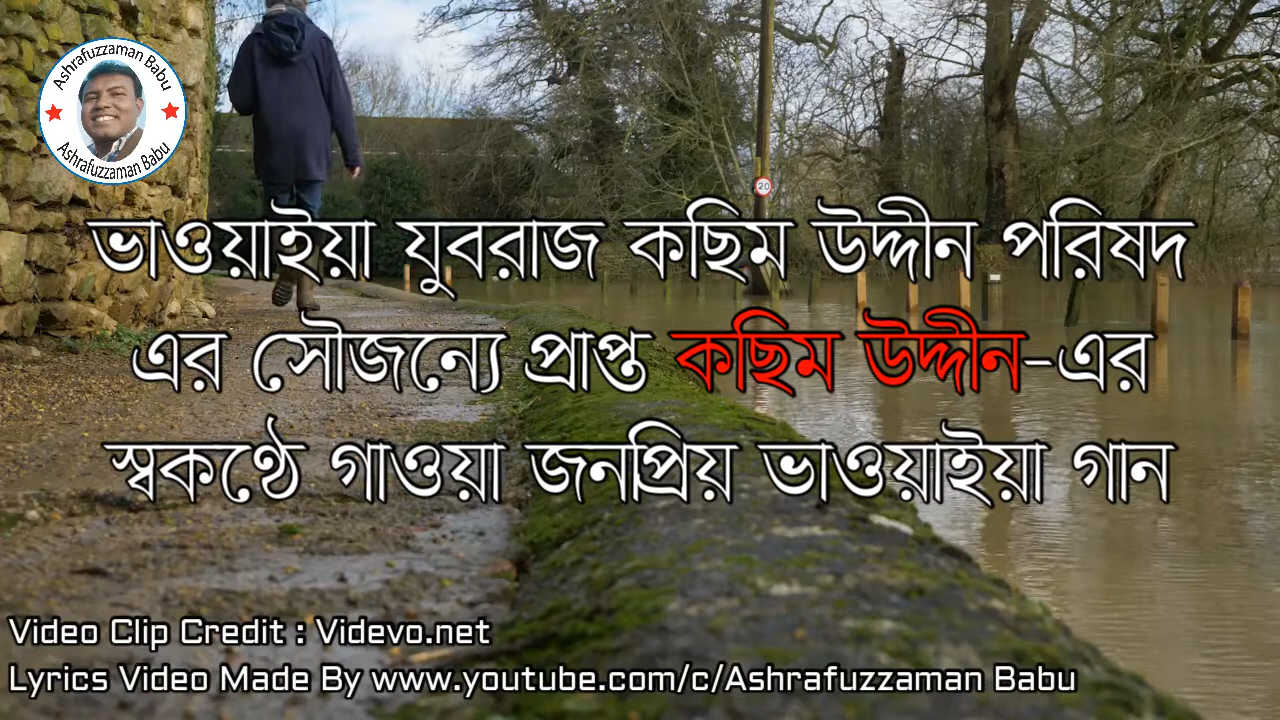 Ashrafuzzaman Babu
Ashrafuzzaman Babu
20
ভাওয়াইয়া যুবরাজ কছিম উদ্দীন পরিষদ
এর সৌজন্যে প্রাপ্ত কছিম উদ্দীন-এর
স্বকণ্ঠে গাওয়া জনপ্রিয় ভাওয়াইয়া গান
Video Clip Credit : Videvo.net
Lyrics Video Made By www.youtube.com/c/Ashrafuzzaman Babu